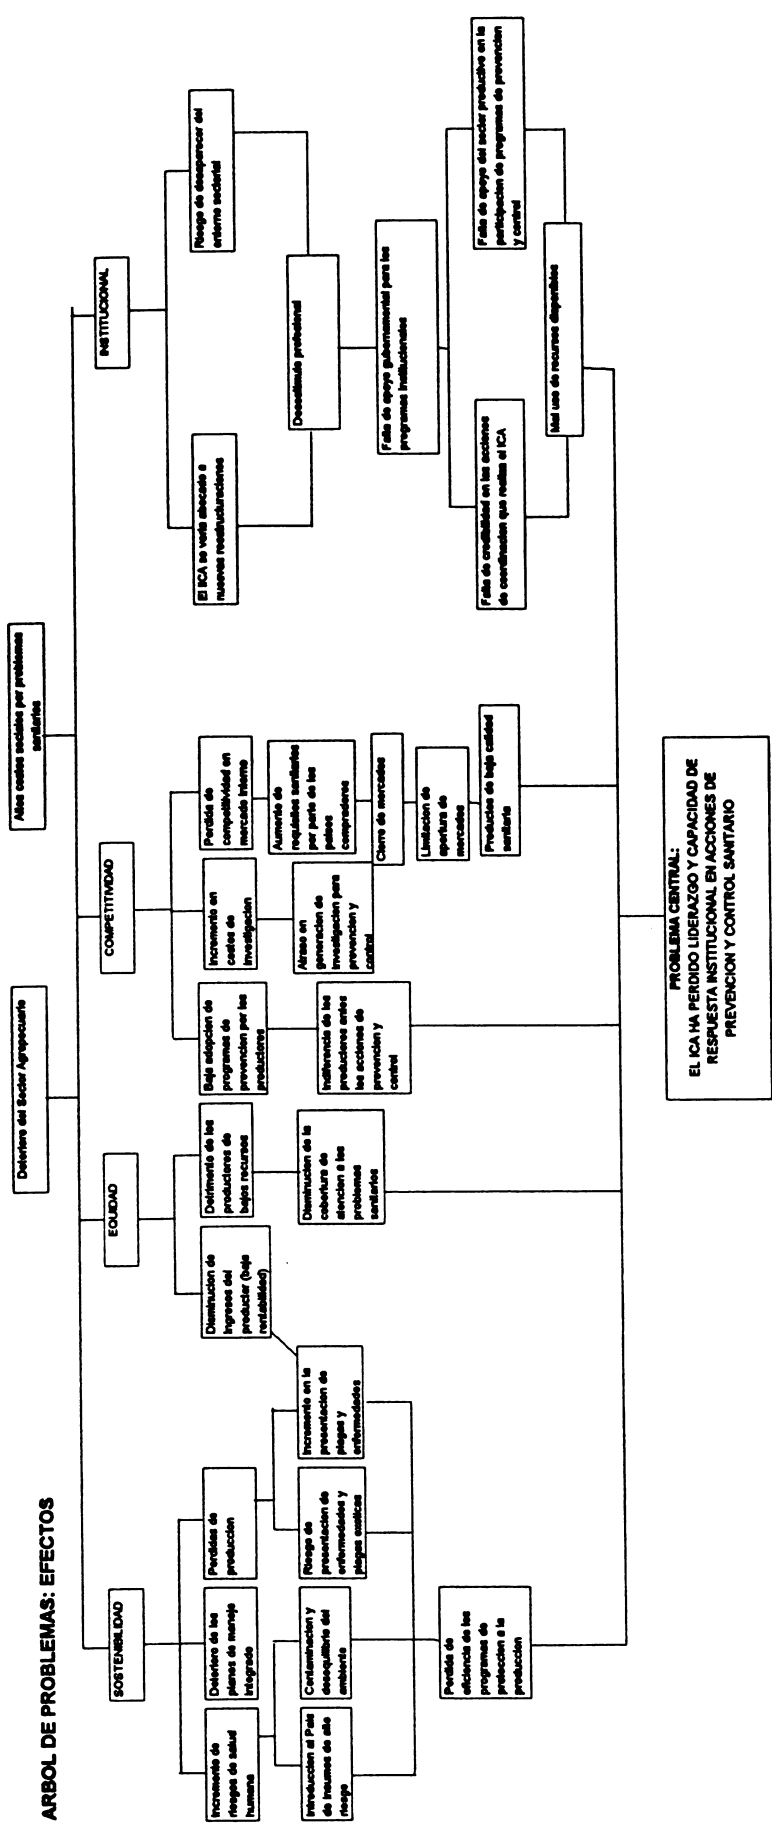 ARBOL DE PROBLEMAS: EFECTOS
Deterioro del Sector Agropecuario
Altos costos sociales por problemas
sanitarios
SOSTENIBILIDAD
EQUIDAD
COMPETITIVIDAD
INSTITUCIONAL
Incremento de
riesgos de salud
humana
Deterioro de los
planes de manejo
integrado
Perdidas de
produccion
Disminucion de
ingresos del
productor (baja
rentabilidad)
Detrimento de los
productores de
bajos recursos
Baja adopcion de
programas de
prevencion por los
productores
Incremento en
costos de
investigacion
Perdida de
competitividad en
mercado interno
El ICA se veria abocado a
nuevas reestructuraciones
Riesgo de desaparecer del
entorno sectorial
Introduccion al Pais
de insumos de alto
riesgo
Contaminacion y
desequilibrio del
ambiente
Riesgo de
presentacion de
enfermedades y
plagas exoticas
Incremento en la
presentacion de
plagas y
enfermedades
Disminucion de la
cobertura de
atencion a los
problemas
sanitarios
Indiferencia de los
productores antes
las acciones de
prevencion y
control
Atraso en
generacion de
investigacion para
prevencion y
control
Aumento de
requisitos sanitarios
por parte de los
paises
compradores
Cierre de mercados
Limitacion de
apertura de
mercados
Productos de baja calidad
sanitaria
Desestimulo profesional
Falta de apoyo gubernamental para los
programas institucionales
Falta de credibilidad en las acciones
de coordinacion que realiza el ICA
Falta de apoyo del sector productivo en la
participacion de programas de prevencion
y control
Mal uso de recursos disponibles
Perdida de
eficiencia de los
programas de
proteccion a la
produccion
PROBLEMA CENTRAL:
EL ICA HA PERDIDO LIDERAZGO Y CAPACIDAD DE
RESPUESTA INSTITUCIONAL EN ACCIONES DE
PREVENCION Y CONTROL SANITARIO